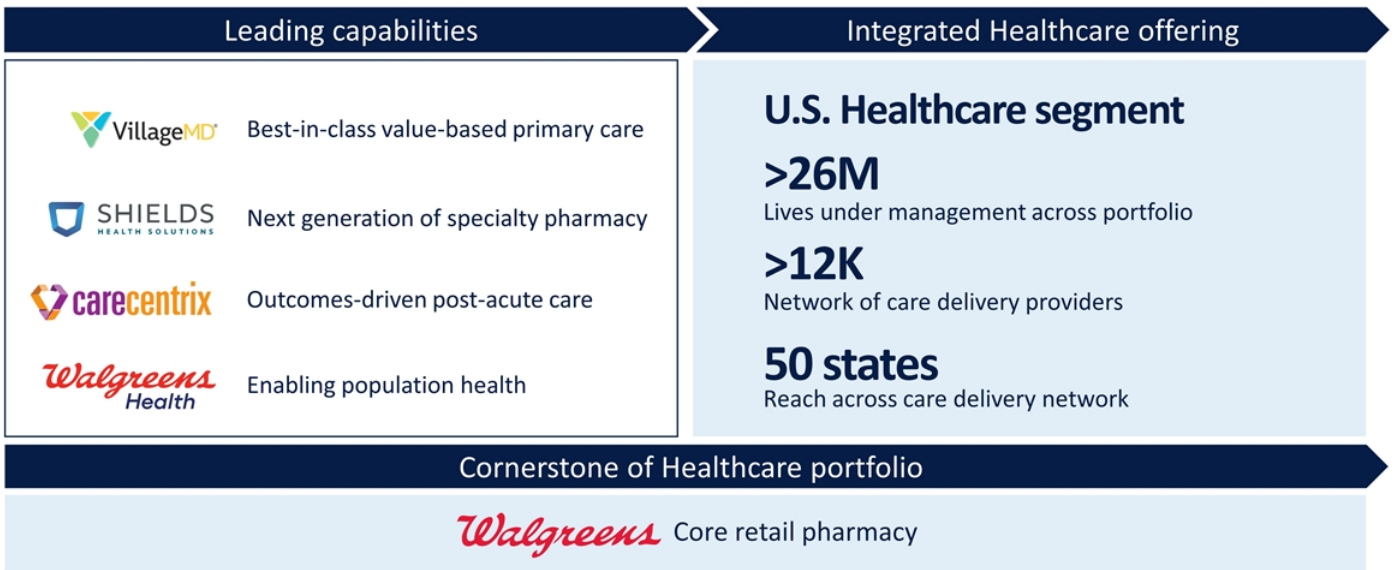 Leading capabilities
Integrated Healthcare offering
VillageMD
Best-in-class value-based primary care
SHIELDS
HEALTH SOLUTIONS
Next generation of specialty pharmacy
carecentrix
Outcomes-driven post-acute care
Walgreens
Health
Enabling population health
U.S. Healthcare segment
>26M
Lives under management across portfolio
>12K
Network of care delivery providers
50 states
Reach across care delivery network
Cornerstone of Healthcare portfolio
Walgreens Core retail pharmacy